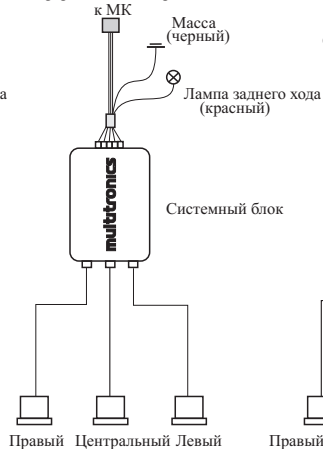 к МК
Масса
(черный)
а
Лампа заднего хода
(красный)
multitronics
Системный блок
Правый Центральный Левый
Правый